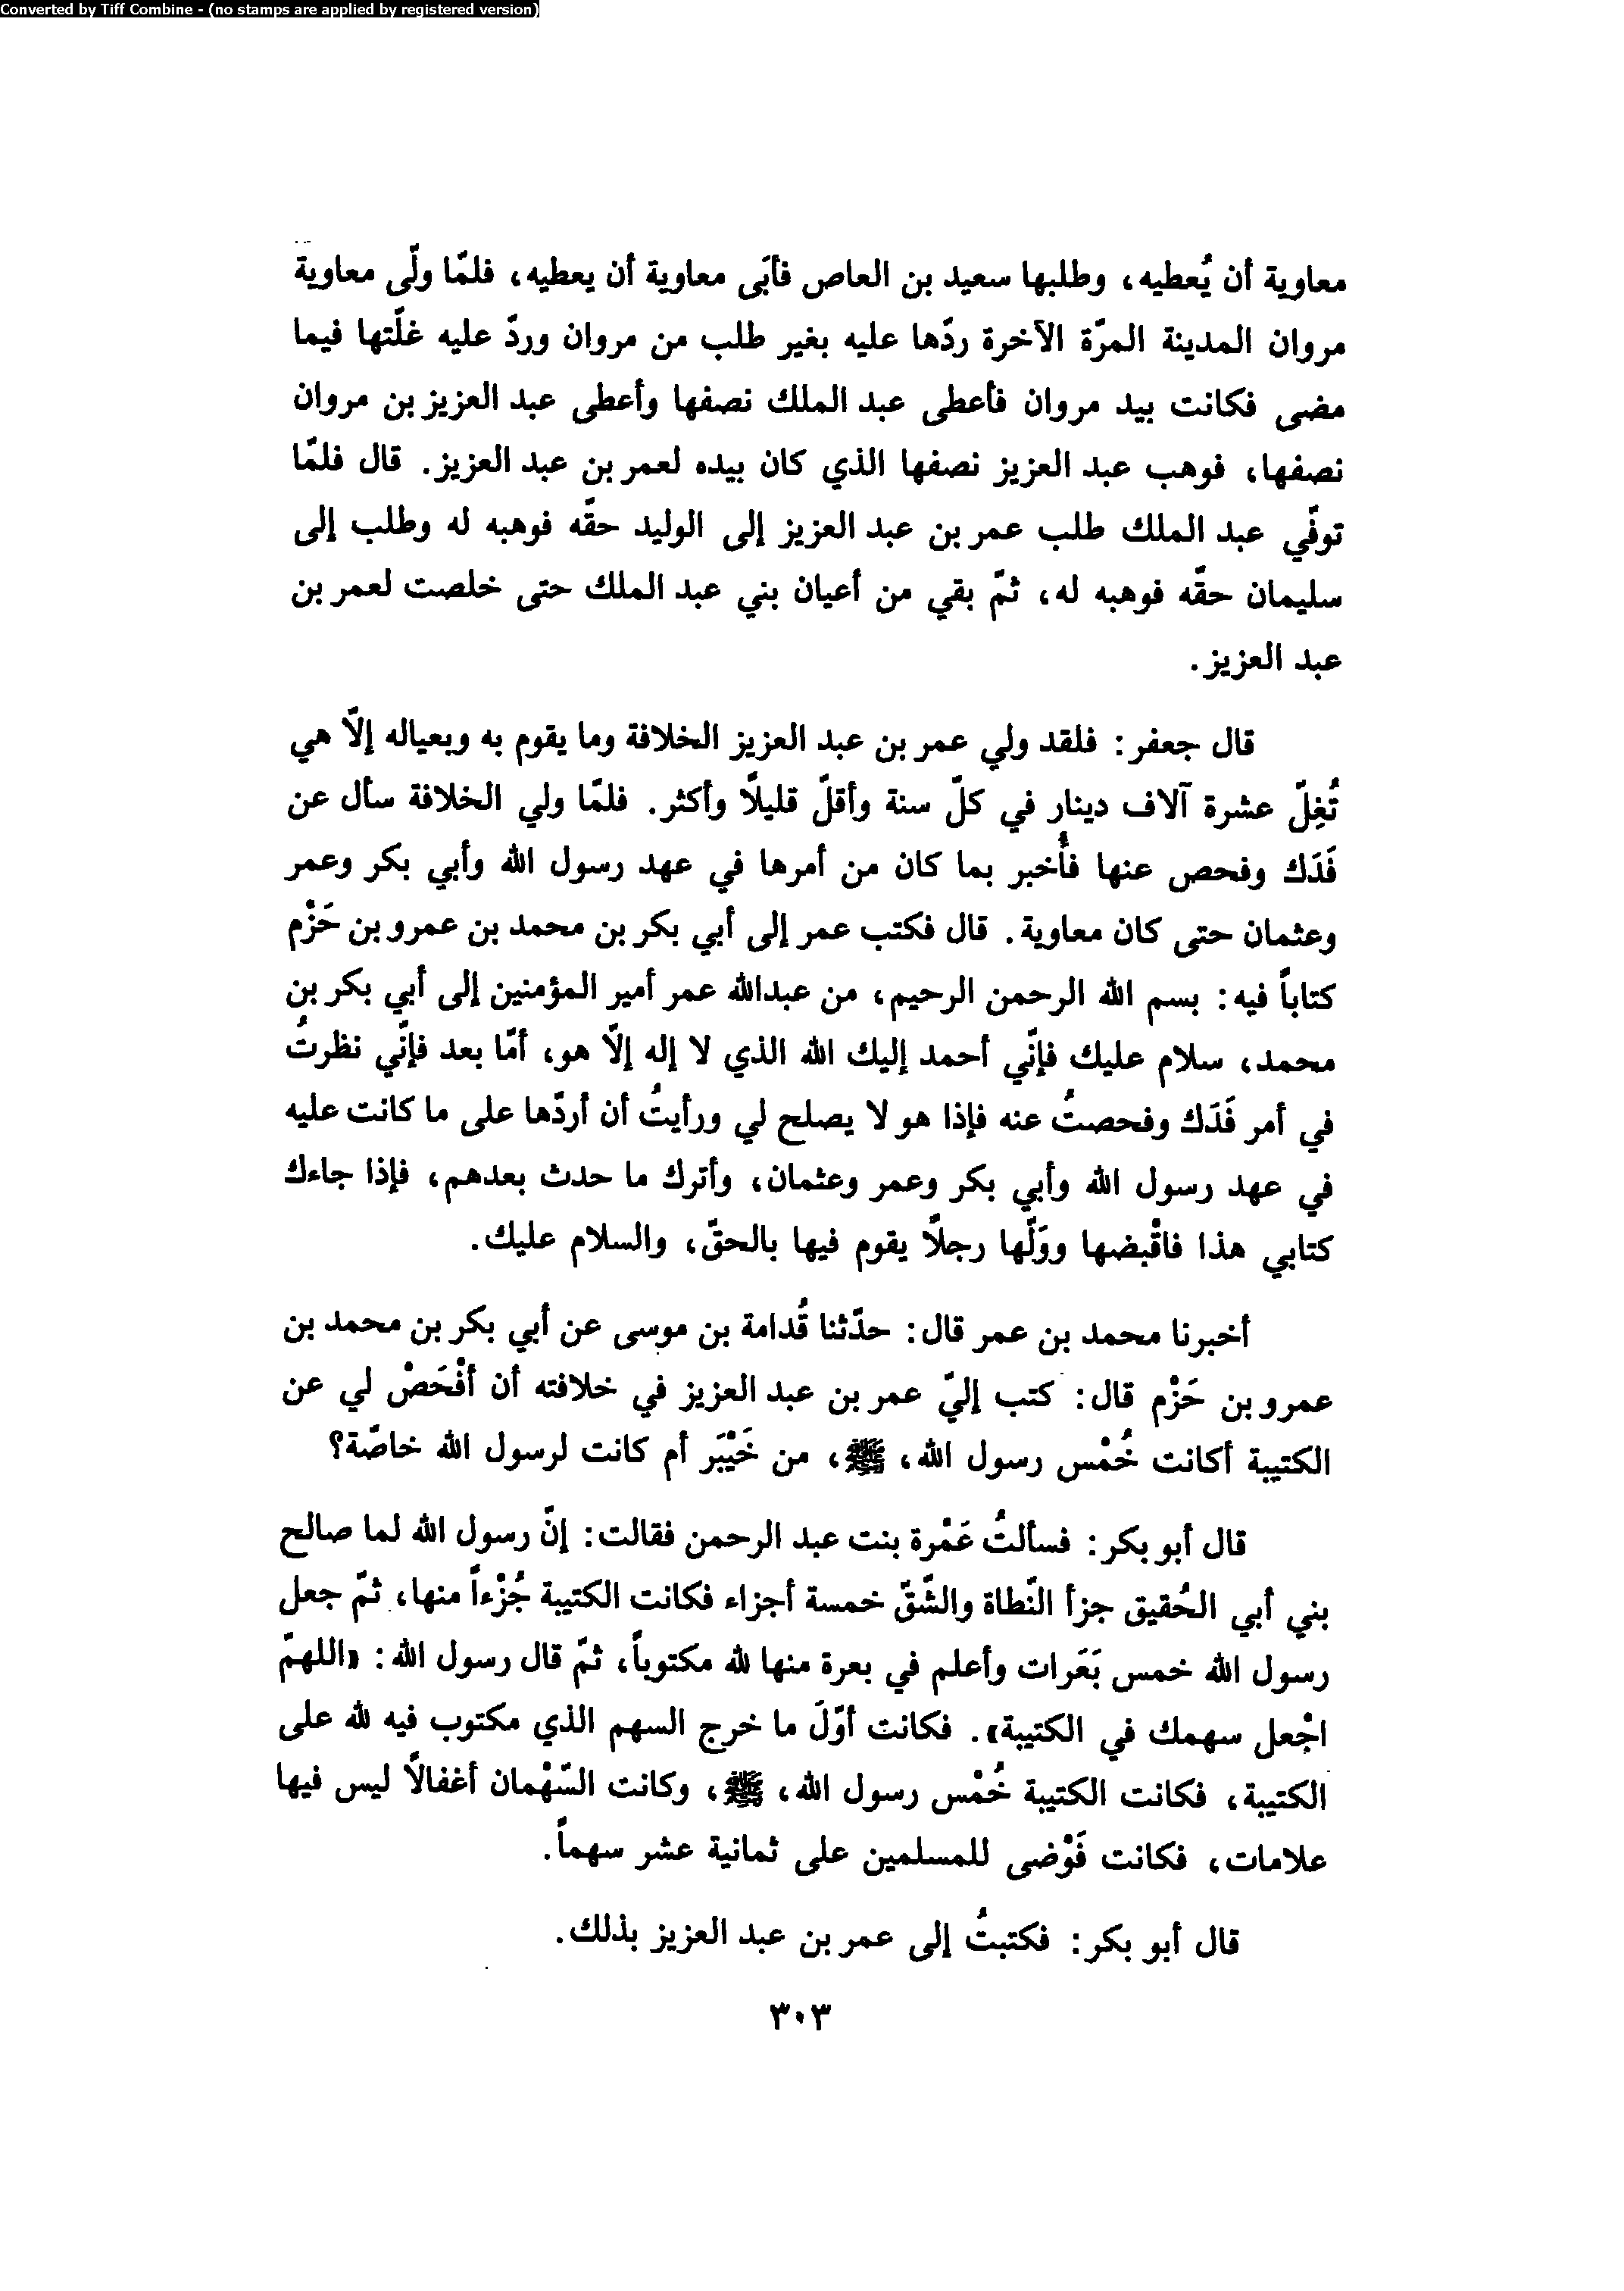 Converted by Tiff Combine - (no stamps are applied by registered version)
معاوية أن يُعطيه، وطلبها سعيد بن العاص فأبَى معاوية أن يعطيه، فلمّا ولّى معاوية
مروان المدينة المرّة الآخرة ردّها عليه بغير طلب من مروان وردّ عليه غلّتها فيما
مضى فكانت بيد مروان فأعطى عبد الملك نصفها وأعطى عبد العزيز بن مروان
نصفها، فوهب عبد العزيز نصفها الذي كان بيده لعمر بن عبد العزيز. قال فلمّا
توفّي عبد الملك طلب عمر بن عبد العزيز إلى الوليد حقّه فوهبه له وطلب إلى
سليمان حقّه فوهبه له، ثمّ بقي من أعيان بني عبد الملك حتى خلصت لعمر بن
عبد العزيز.
قال جعفر: فلقد ولي عمر بن عبد العزيز الخلافة وما يقوم به وبعياله إلّا هي
تُغِلّ عشرة آلاف دينار في كلّ سنة وأقلّ قليلاً وأكثر. فلمّا ولي الخلافة سأل عن
فَدَك وفحص عنها فأُخبر بما كان من أمرها في عهد رسول الله وأبي بكر وعمر
وعثمان حتى كان معاوية. قال فكتب عمر إلى أبي بكر بن محمد بن عمرو بن حَزْم
كتاباً فيه: بسم الله الرحمن الرحيم، من عبدالله عمر أمير المؤمنين إلى أبي بكر بن
محمد، سلام عليك فإنّي أحمد إليك الله الذي لا إله إلّا هو، أمّا بعد فإنّي نظرتُ
في أمر فَدَك وفحصتُ عنه فإذا هو لا يصلح لي ورأيتُ أن أردّها على ما كانت عليه
في عهد رسول الله وأبي بكر وعمر وعثمان، وأترك ما حدث بعدهم، فإذا جاءك
كتابي هذا فاقْبضها ووَلّها رجلاً يقوم فيها بالحقّ، والسلام عليك.
أخبرنا محمد بن عمر قال: حدّثنا قُدامة بن موسى عن أبي بكر بن محمد بن
عمرو بن حَزْم قال: كتب إليّ عمر بن عبد العزيز في خلافته أن أفْحَصْ لي عن
الكتيبة أكانت خُمْس رسول الله، ﷺ، من خَيْبَر أم كانت لرسول الله خاصّة؟
قال أبو بكر: فسألتُ عَمْرة بنت عبد الرحمن فقالت: إنّ رسول الله لما صالح
بني أبي الحُقيق جزأ النّطاة والشّقّ خمسة أجزاء فكانت الكتيبة جُزْءاً منها، ثمّ جعل
رسول الله خمس بَعَرات وأعلم في بعرة منها لله مكتوباً، ثمّ قال رسول الله: «اللهمّ
اجْعل سهمك في الكتيبة». فكانت أوّلَ ما خرج السهم الذي مكتوب فيه لله على
الكتيبة، فكانت الكتيبة خُمْس رسول الله، ﷺ، وكانت السّهْمان أغفالاً ليس فيها
علامات، فكانت فَوْضى للمسلمين على ثمانية عشر سهماً.
قال أبو بكر: فكتبتُ إلى عمر بن عبد العزيز بذلك.
٣٠٣